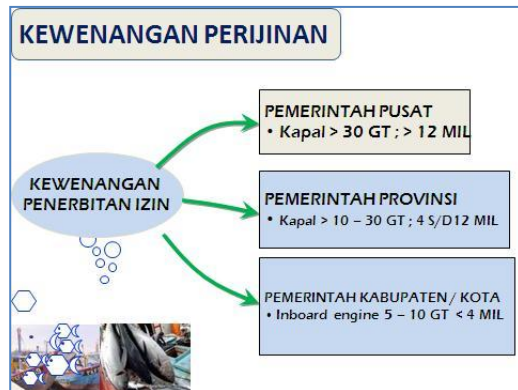 KEWENANGAN PERIJINAN
KEWENANGAN
PENERBITAN IZIN
PEMERINTAH PUSAT
• Kapal > 30 GT ; > 12 MIL
PEMERINTAH PROVINSI
• Kapal > 10 – 30 GT ; 4 S/D12 MIL
PEMERINTAH KABUPATEN / KOTA
• Inboard engine 5 – 10 GT < 4 MIL